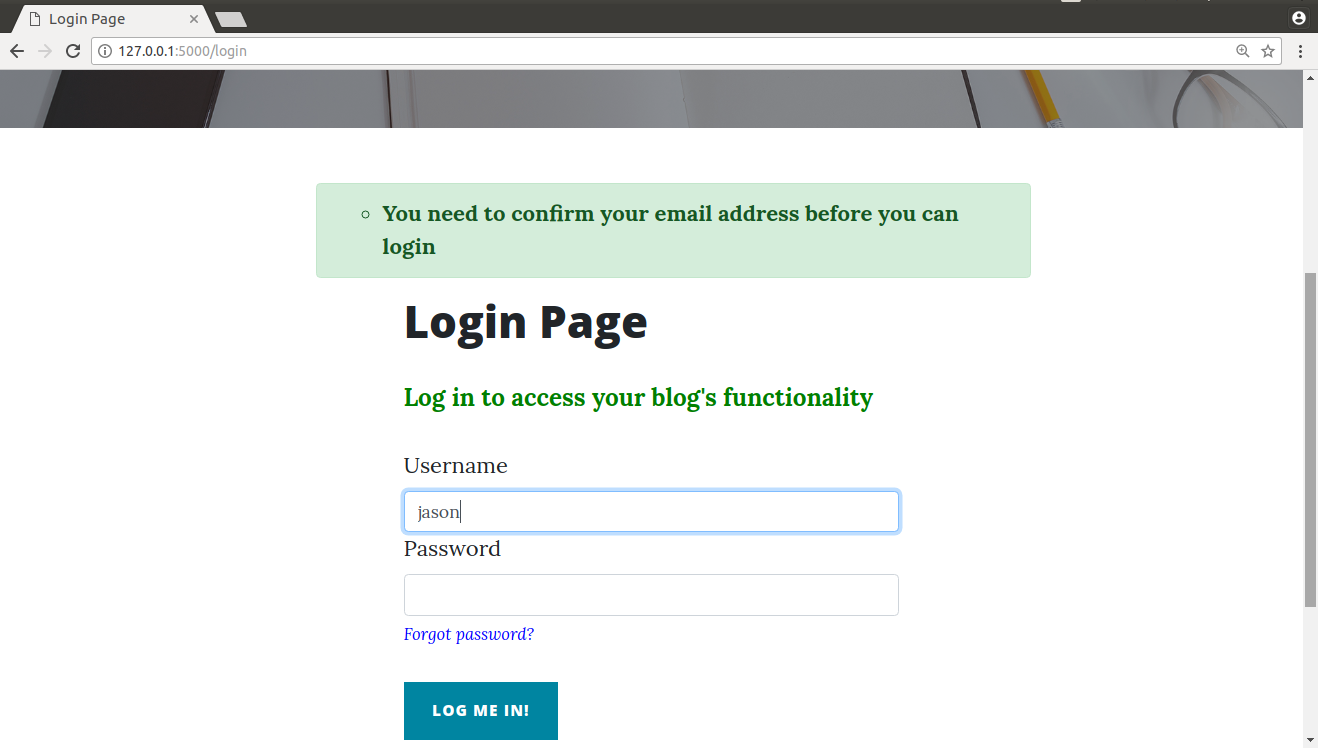 Login Page
127.0.0.1:5000/login
You need to confirm your email address before you can
login
Login Page
Log in to access your blog's functionality
Username
jason
Password
Forgot password?
LOG ME IN!